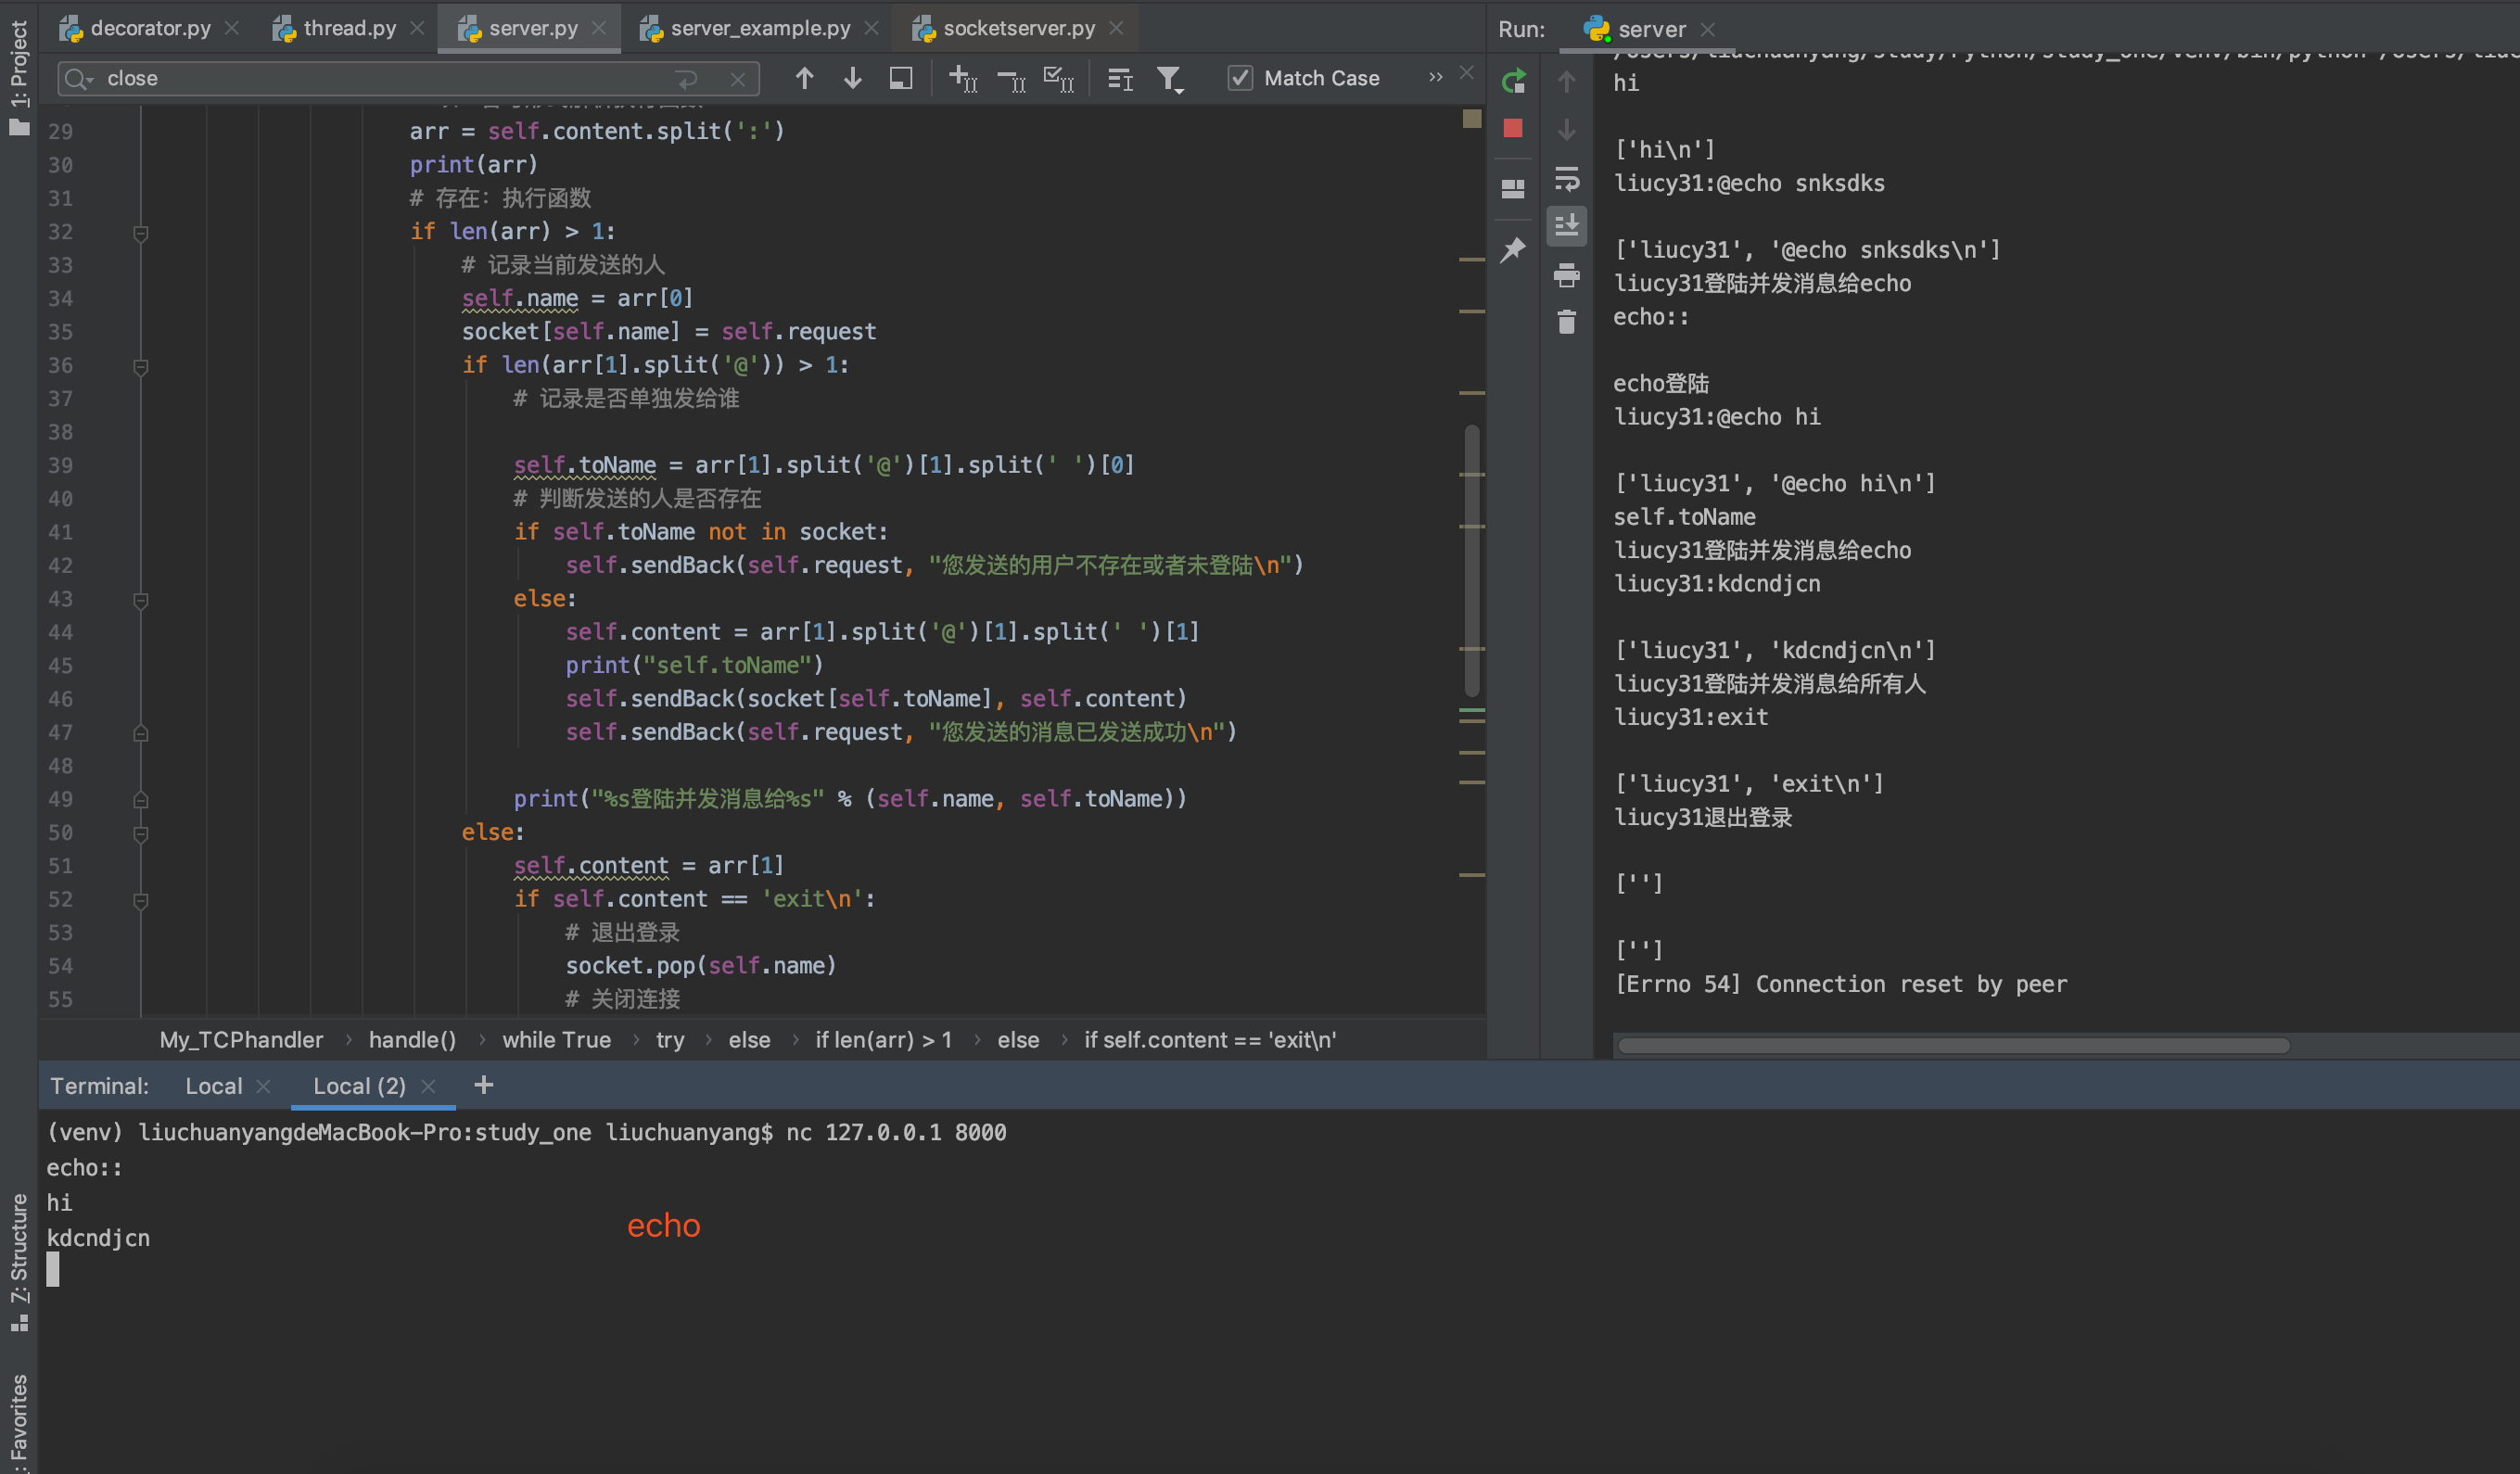 1: Project
decorator.py
thread.py
server.py
server_example.py
socketserver.py
Run:
server
close
Match Case
29 arr = self.content.split(':')
30 print(arr)
31 # 存在：执行函数
32 if len(arr) > 1:
33 # 记录当前发送的人
34 self.name = arr[0]
35 socket[self.name] = self.request
36 if len(arr[1].split('@')) > 1:
37 # 记录是否单独发给谁
38
39 self.toName = arr[1].split('@')[1].split(' ')[0]
40 # 判断发送的人是否存在
41 if self.toName not in socket:
42 self.sendBack(self.request, "您发送的用户不存在或者未登陆\n")
43 else:
44 self.content = arr[1].split('@')[1].split(' ')[1]
45 print("self.toName")
46 self.sendBack(socket[self.toName], self.content)
47 self.sendBack(self.request, "您发送的消息已发送成功\n")
48
49 print("%s登陆并发消息给%s" % (self.name, self.toName))
50 else:
51 self.content = arr[1]
52 if self.content == 'exit\n':
53 # 退出登录
54 socket.pop(self.name)
55 # 关闭连接
My_TCPhandler › handle() › while True › try › else › if len(arr) > 1 › else › if self.content == 'exit\n'
hi
['hi\n']
liucy31:@echo snksdks
['liucy31', '@echo snksdks\n']
liucy31登陆并发消息给echo
echo::
echo登陆
liucy31:@echo hi
['liucy31', '@echo hi\n']
self.toName
liucy31登陆并发消息给echo
liucy31:kdcndjcn
['liucy31', 'kdcndjcn\n']
liucy31登陆并发消息给所有人
liucy31:exit
['liucy31', 'exit\n']
liucy31退出登录
['']
['']
[Errno 54] Connection reset by peer
Terminal:
Local
Local (2)
(venv) liuchuanyangdeMacBook-Pro:study_one liuchuanyang$ nc 127.0.0.1 8000
echo::
hi
kdcndjcn
echo
Z: Structure
: Favorites